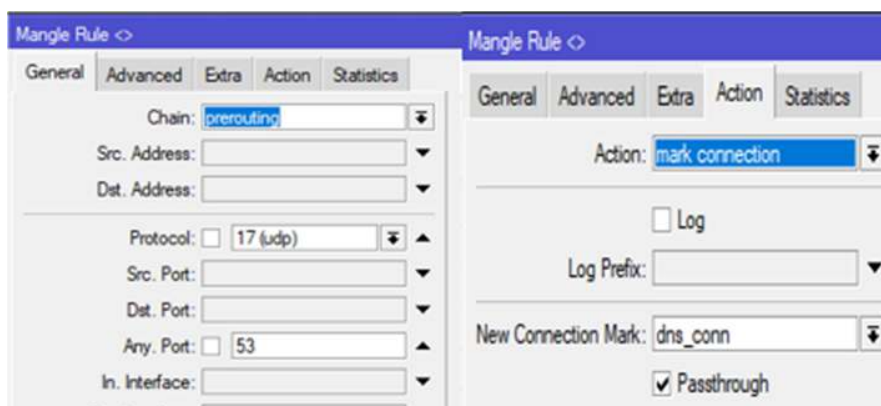 Mangle Rule <>
General Advanced Extra Action Statistics
Chain: prerouting
Src. Address:
Dst. Address:
Protocol: 17 (udp)
Src. Port:
Dst. Port:
Any. Port: 53
In. Interface:
Mangle Rule <>
General Advanced Extra Action Statistics
Action: mark connection
Log
Log Prefix:
New Connection Mark: dns_conn
Passthrough